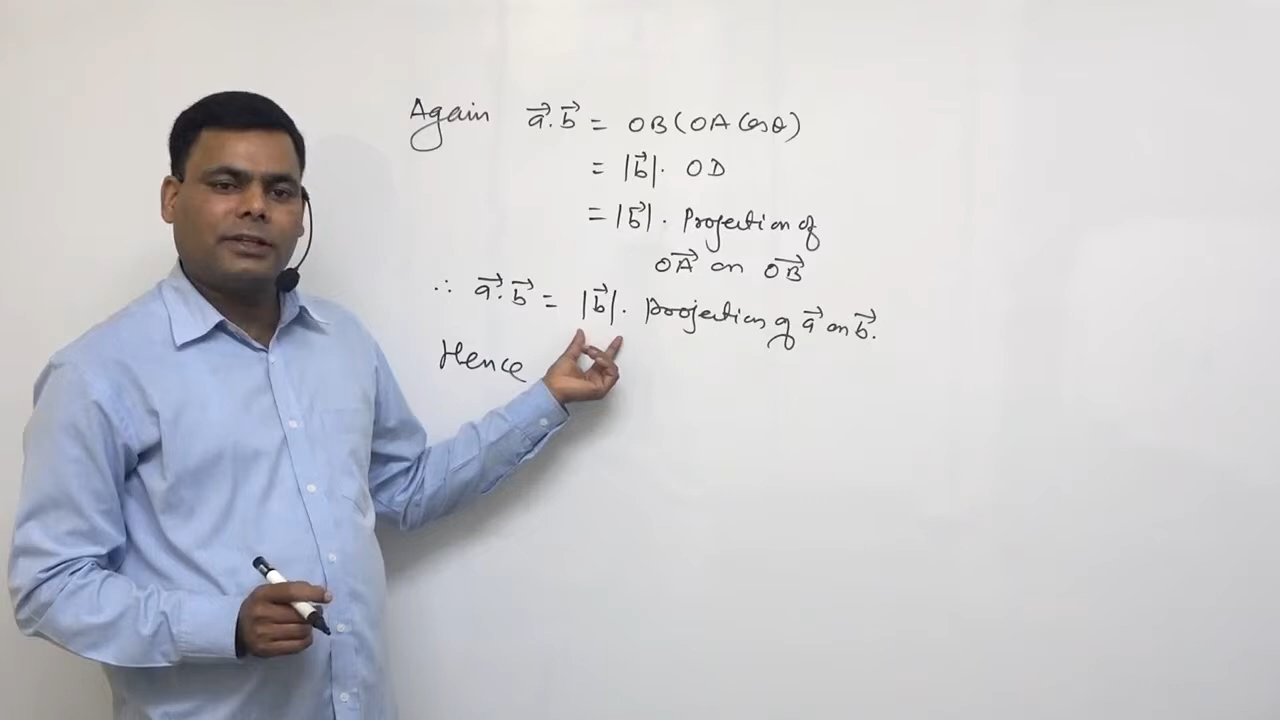 Again a⃗.b⃗ = OB(OA Cosθ)
= |b⃗|. OD
= |b⃗|. Projection of
OA⃗ on OB⃗
∴ a⃗.b⃗ = |b⃗|. Projection of a⃗ on b⃗.
Hence